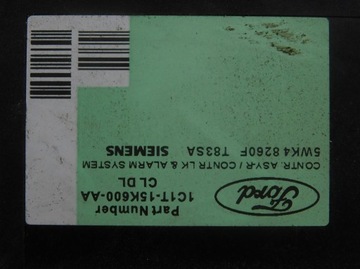 Ford
Part Number
1C1T-15K600-AA
CL DL
CONTR. ASY-R / CONTR LK & ALARM SYSTEM
SIEMENS
5WK4 8260F T83SA